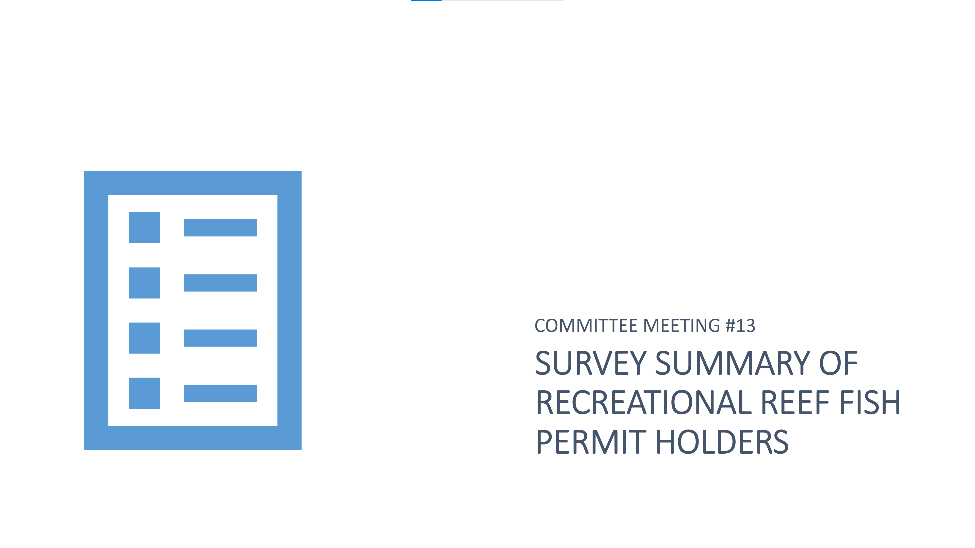 COMMITTEE MEETING #13
SURVEY SUMMARY OF
RECREATIONAL REEF FISH
PERMIT HOLDERS